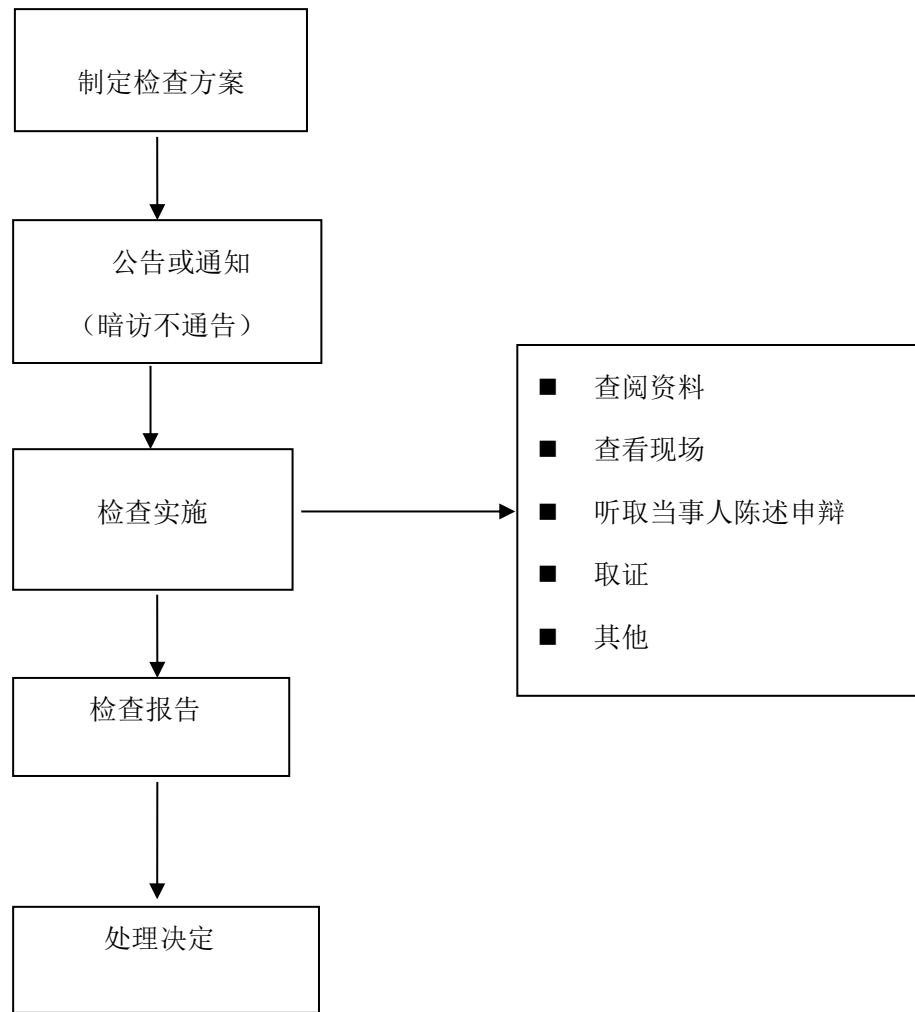 制定检查方案
公告或通知
（暗访不通告）
检查实施
■ 查阅资料
■ 查看现场
■ 听取当事人陈述申辩
■ 取证
■ 其他
检查报告
处理决定